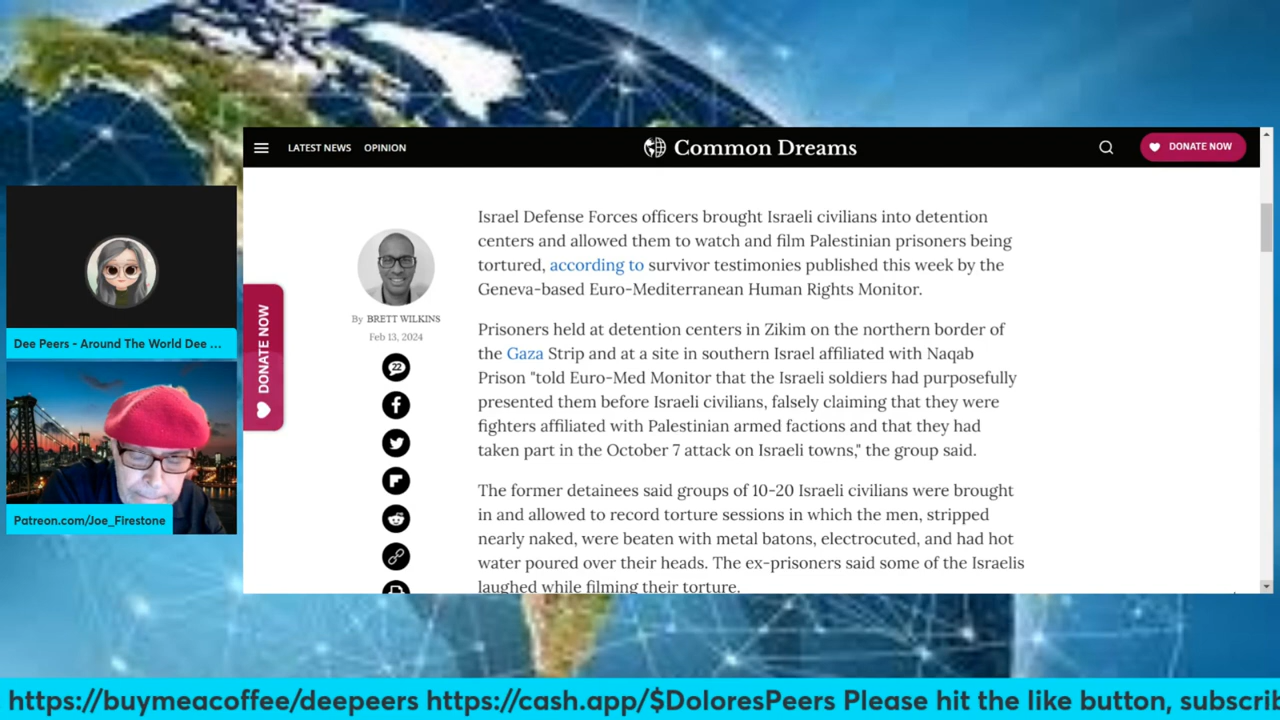 LATEST NEWS
OPINION
Common Dreams
DONATE NOW
Israel Defense Forces officers brought Israeli civilians into detention
centers and allowed them to watch and film Palestinian prisoners being
tortured, according to survivor testimonies published this week by the
Geneva-based Euro-Mediterranean Human Rights Monitor.
By BRETT WILKINS
Feb 13, 2024
22
DONATE NOW
Prisoners held at detention centers in Zikim on the northern border of
the Gaza Strip and at a site in southern Israel affiliated with Naqab
Prison "told Euro-Med Monitor that the Israeli soldiers had purposefully
presented them before Israeli civilians, falsely claiming that they were
fighters affiliated with Palestinian armed factions and that they had
taken part in the October 7 attack on Israeli towns," the group said.
The former detainees said groups of 10-20 Israeli civilians were brought
in and allowed to record torture sessions in which the men, stripped
nearly naked, were beaten with metal batons, electrocuted, and had hot
water poured over their heads. The ex-prisoners said some of the Israelis
laughed while filming their torture.
Dee Peers - Around The World Dee ...
Patreon.com/Joe_Firestone
https://buymeacoffee/deepeers https://cash.app/$DoloresPeers Please hit the like button, subscrib